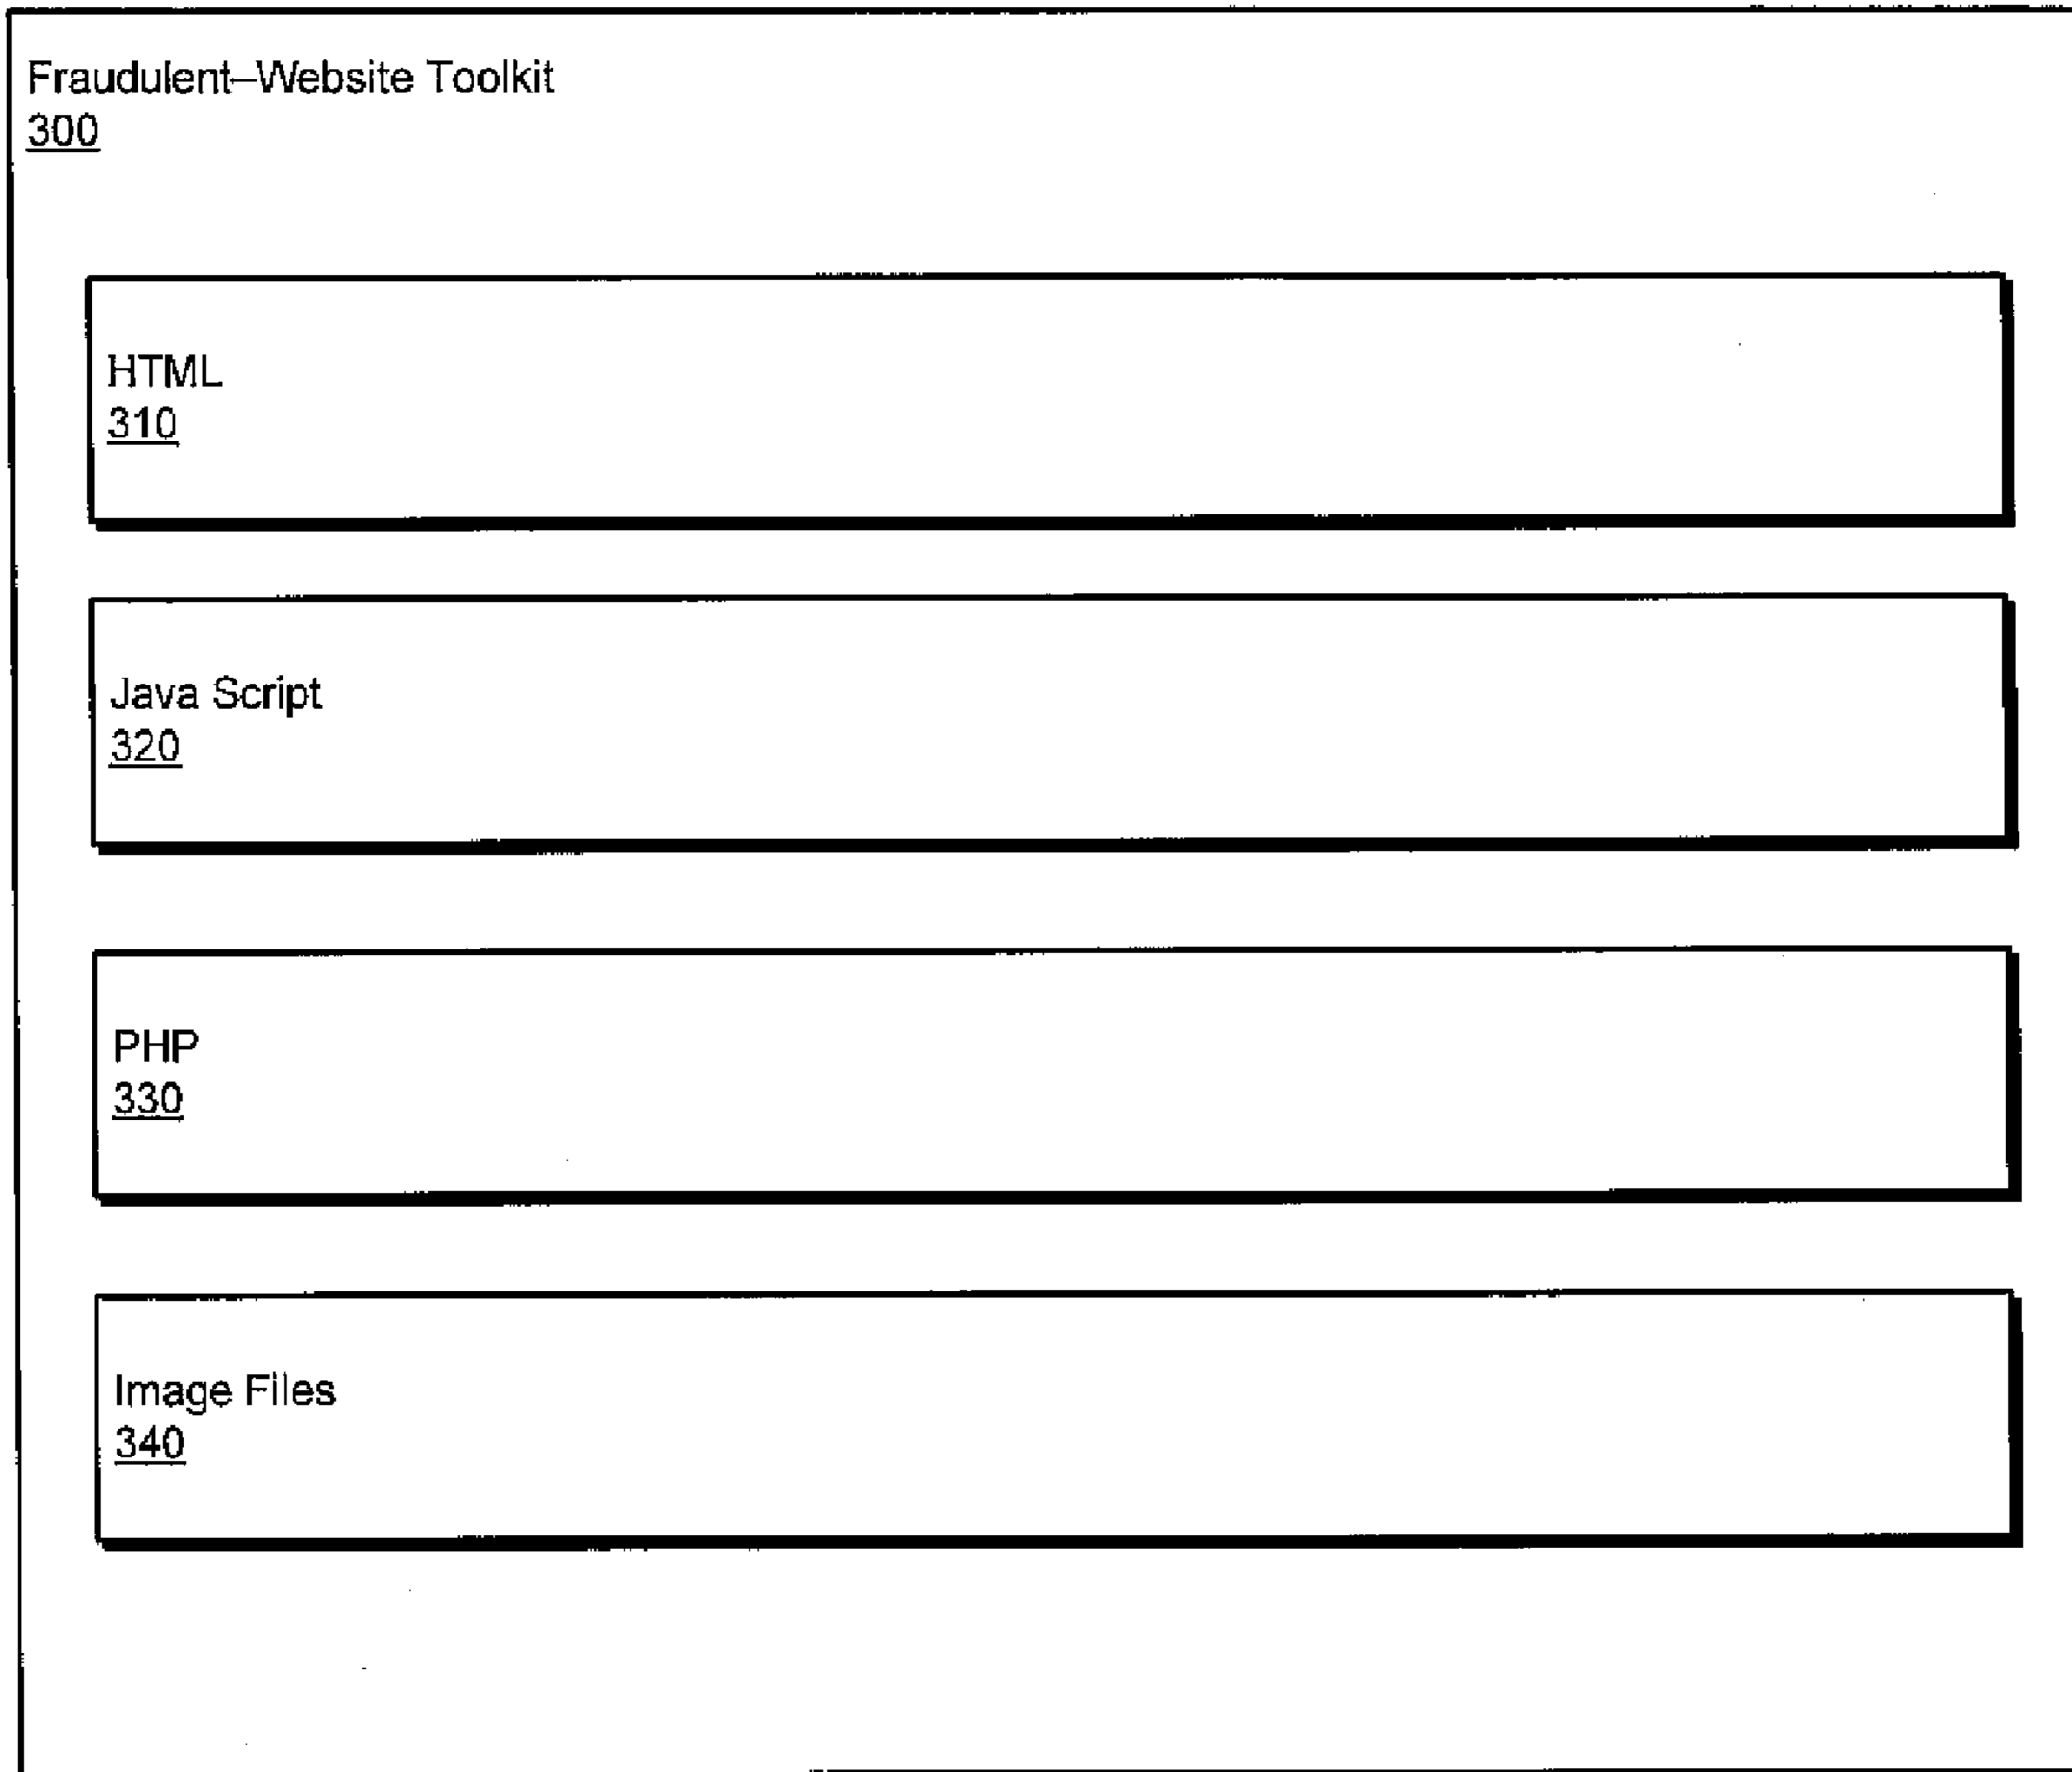 Fraudulent–Website Toolkit
300
HTML
310
Java Script
320
PHP
330
Image Files
340